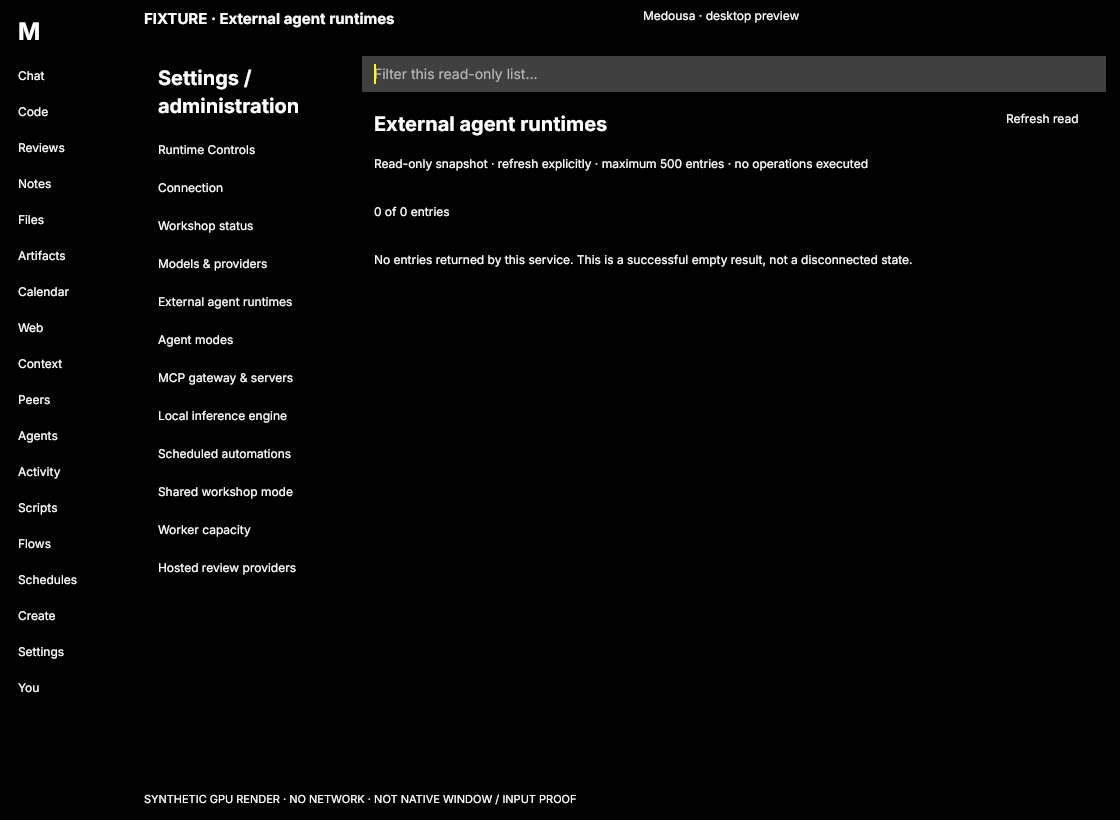 M
FIXTURE · External agent runtimes
Medousa · desktop preview
Chat
Code
Reviews
Notes
Files
Artifacts
Calendar
Web
Context
Peers
Agents
Activity
Scripts
Flows
Schedules
Create
Settings
You
Settings /
administration
Runtime Controls
Connection
Workshop status
Models & providers
External agent runtimes
Agent modes
MCP gateway & servers
Local inference engine
Scheduled automations
Shared workshop mode
Worker capacity
Hosted review providers
Filter this read-only list...
External agent runtimes
Refresh read
Read-only snapshot · refresh explicitly · maximum 500 entries · no operations executed
0 of 0 entries
No entries returned by this service. This is a successful empty result, not a disconnected state.
SYNTHETIC GPU RENDER · NO NETWORK · NOT NATIVE WINDOW / INPUT PROOF